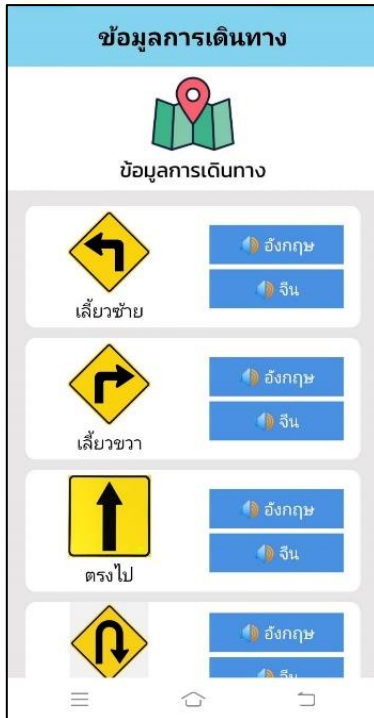 ข้อมูลการเดินทาง
ข้อมูลการเดินทาง
อังกฤษ
จีน
เลี้ยวซ้าย
อังกฤษ
จีน
เลี้ยวขวา
อังกฤษ
จีน
ตรงไป
อังกฤษ
จีน